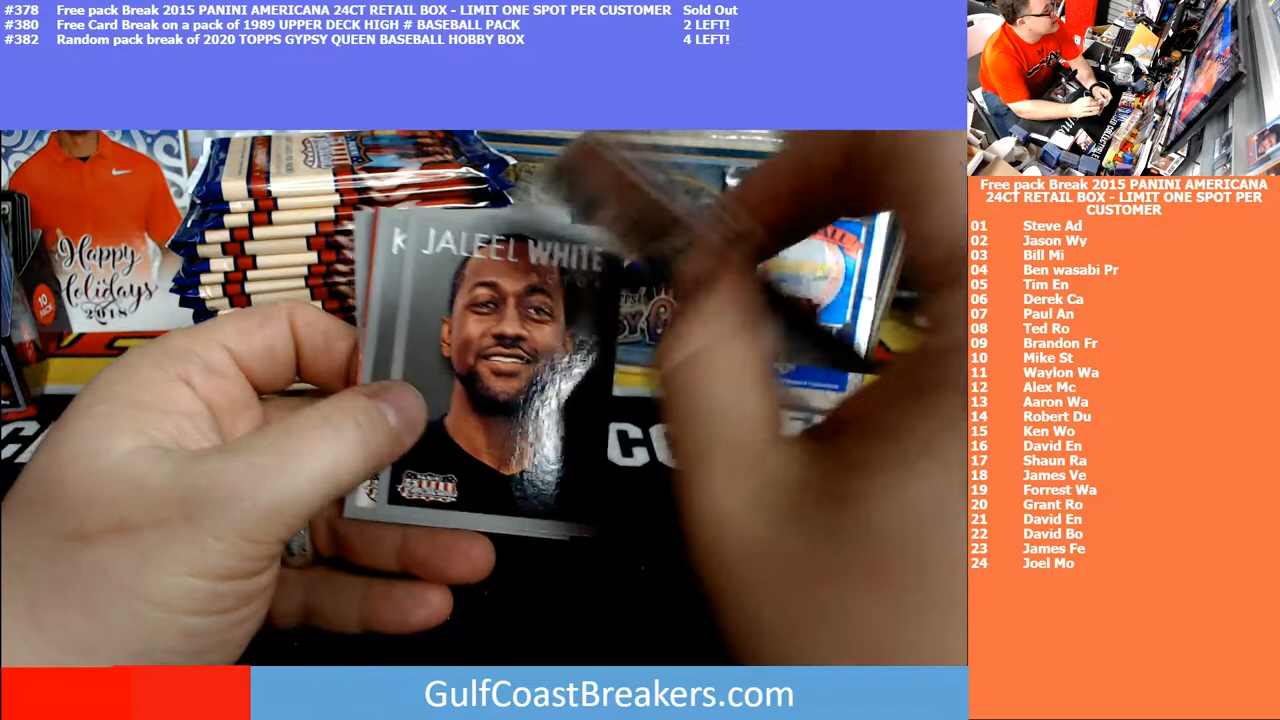 #378 Free pack Break 2015 PANINI AMERICANA 24CT RETAIL BOX - LIMIT ONE SPOT PER CUSTOMER Sold Out
#380 Free Card Break on a pack of 1989 UPPER DECK HIGH # BASEBALL PACK 2 LEFT!
#382 Random pack break of 2020 TOPPS GYPSY QUEEN BASEBALL HOBBY BOX 4 LEFT!
Free pack Break 2015 PANINI AMERICANA
24CT RETAIL BOX - LIMIT ONE SPOT PER
CUSTOMER
01 Steve Ad
02 Jason Wy
03 Bill Mi
04 Ben wasabi Pr
05 Tim En
06 Derek Ca
07 Paul An
08 Ted Ro
09 Brandon Fr
10 Mike St
11 Waylon Wa
12 Alex Mc
13 Aaron Wa
14 Robert Du
15 Ken Wo
16 David En
17 Shaun Ra
18 James Ve
19 Forrest Wa
20 Grant Ro
21 David En
22 David Bo
23 James Fe
24 Joel Mo
Happy
Holidays
2018
10
K JALEEL WHITE
GulfCoastBreakers.com